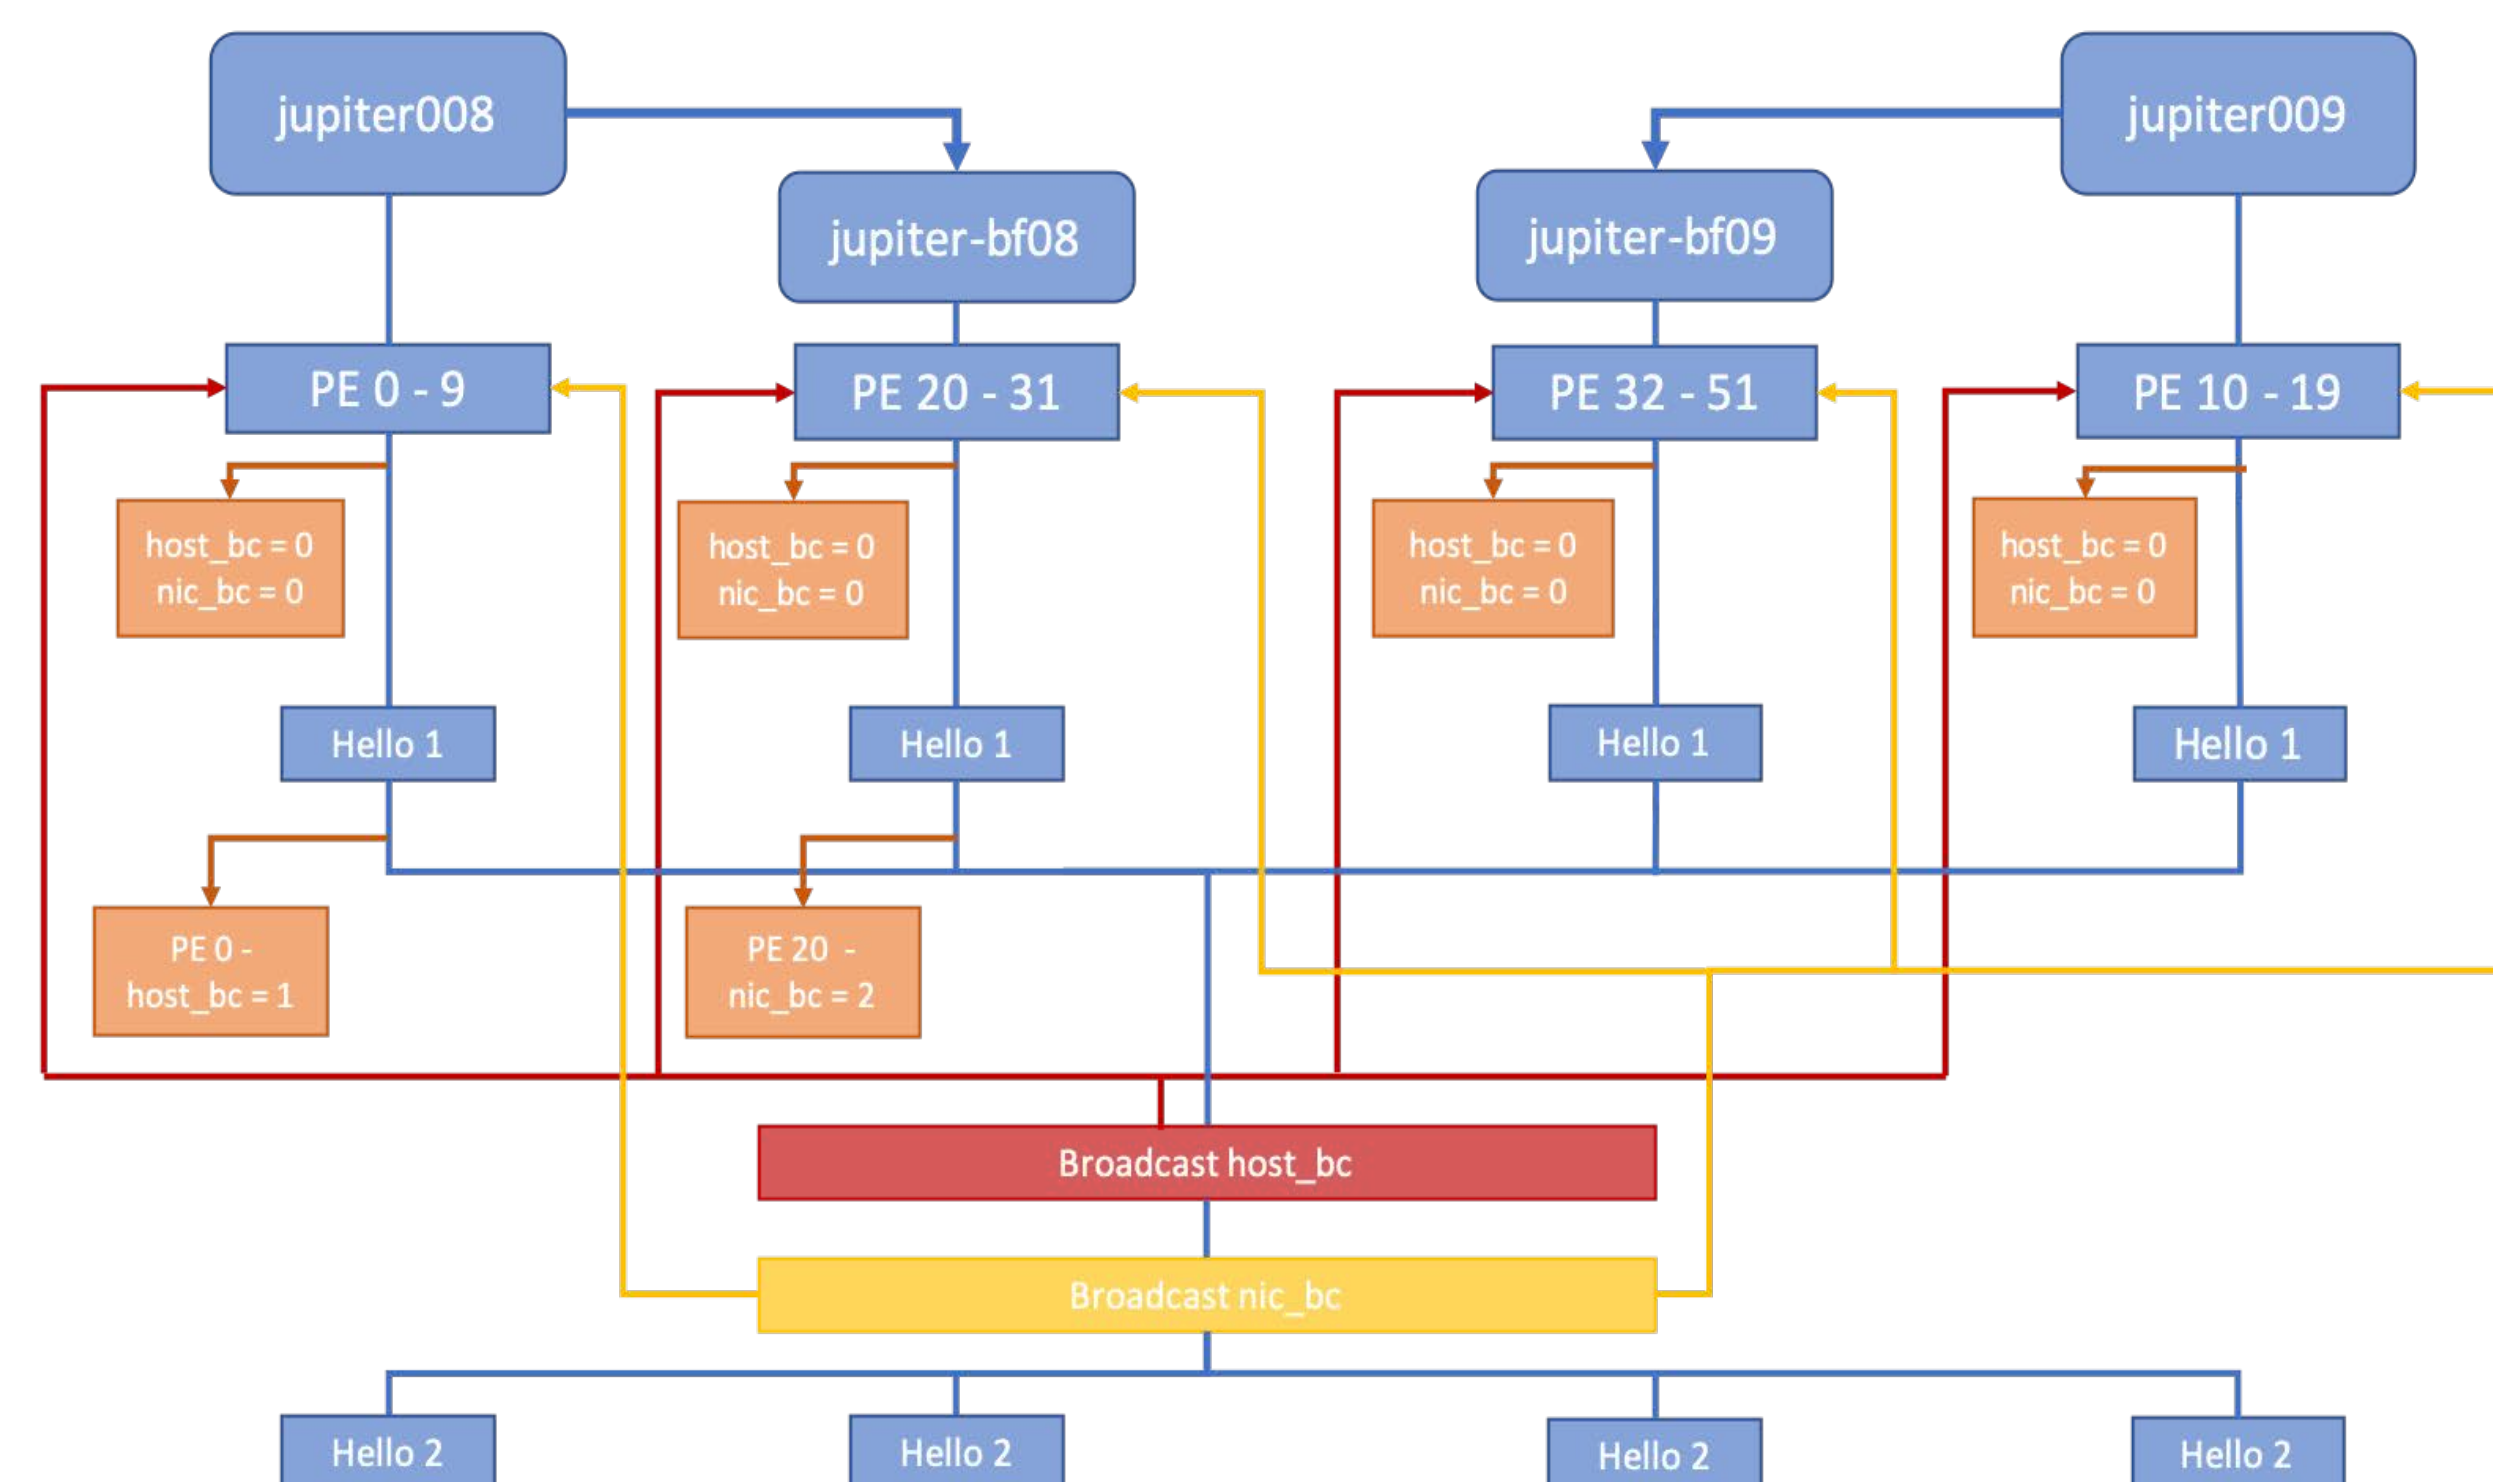 jupiter008
jupiter009
jupiter-bf08
jupiter-bf09
PE 0 - 9
PE 20 - 31
PE 32 - 51
PE 10 - 19
host_bc = 0
nic_bc = 0
host_bc = 0
nic_bc = 0
host_bc = 0
nic_bc = 0
host_bc = 0
nic_bc = 0
Hello 1
Hello 1
Hello 1
Hello 1
PE 0 -
host_bc = 1
PE 20 -
nic_bc = 2
Broadcast host_bc
Broadcast nic_bc
Hello 2
Hello 2
Hello 2
Hello 2